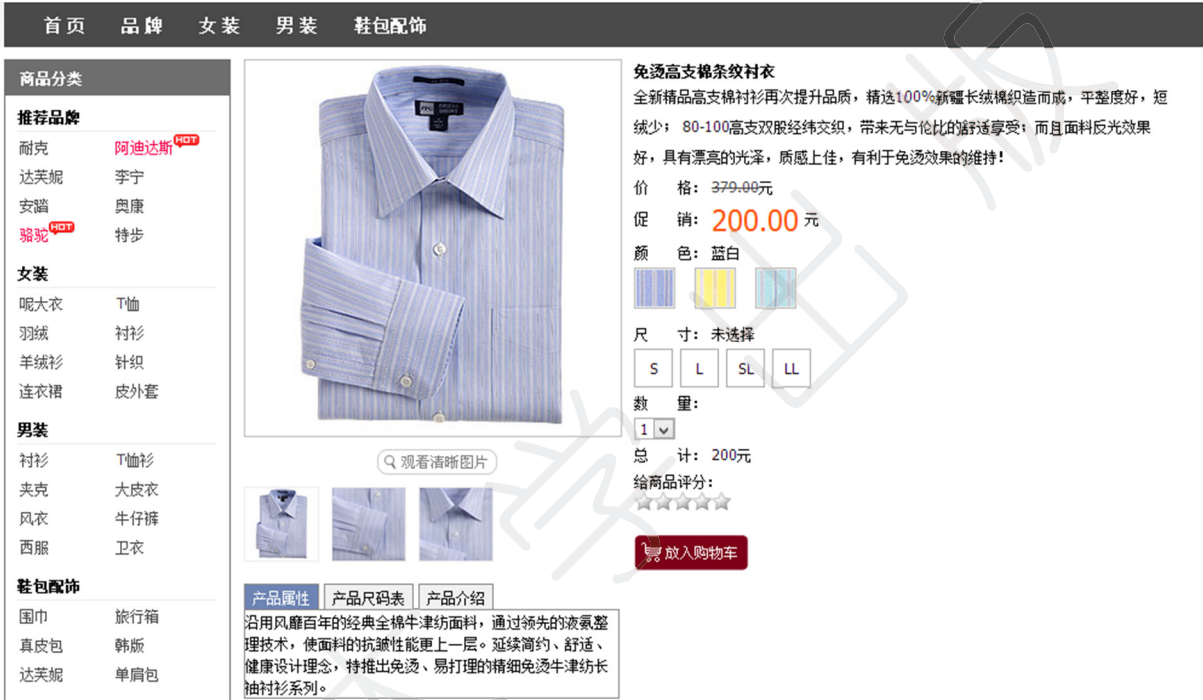 首页 品牌 女装 男装 鞋包配饰
商品分类
推荐品牌
耐克 阿迪达斯 HOT
达芙妮 李宁
安踏 奥康
骆驼 HOT 特步
女装
呢大衣 T恤
羽绒 衬衫
羊绒衫 针织
连衣裙 皮外套
男装
衬衫 T恤衫
夹克 大皮衣
风衣 牛仔裤
西服 卫衣
鞋包配饰
围巾 旅行箱
真皮包 韩版
达芙妮 单肩包
观看清晰图片
产品属性 产品尺码表 产品介绍
沿用风靡百年的经典全棉牛津纺面料，通过领先的液氨整
理技术，使面料的抗皱性能更上一层。延续简约、舒适、
健康设计理念，特推出免烫、易打理的精细免烫牛津纺长
袖衬衫系列。
免烫高支棉条纹衬衣
全新精品高支棉衬衫再次提升品质，精选100%新疆长绒棉织造而成，平整度好，短
绒少； 80-100高支双股经纬交织，带来无与伦比的舒适享受；而且面料反光效果
好，具有漂亮的光泽，质感上佳，有利于免烫效果的维持！
价 格： 379.00元
促 销： 200.00 元
颜 色： 蓝白
尺 寸： 未选择
S L SL LL
数 量：
1
总 计： 200元
给商品评分：
放入购物车
学出版